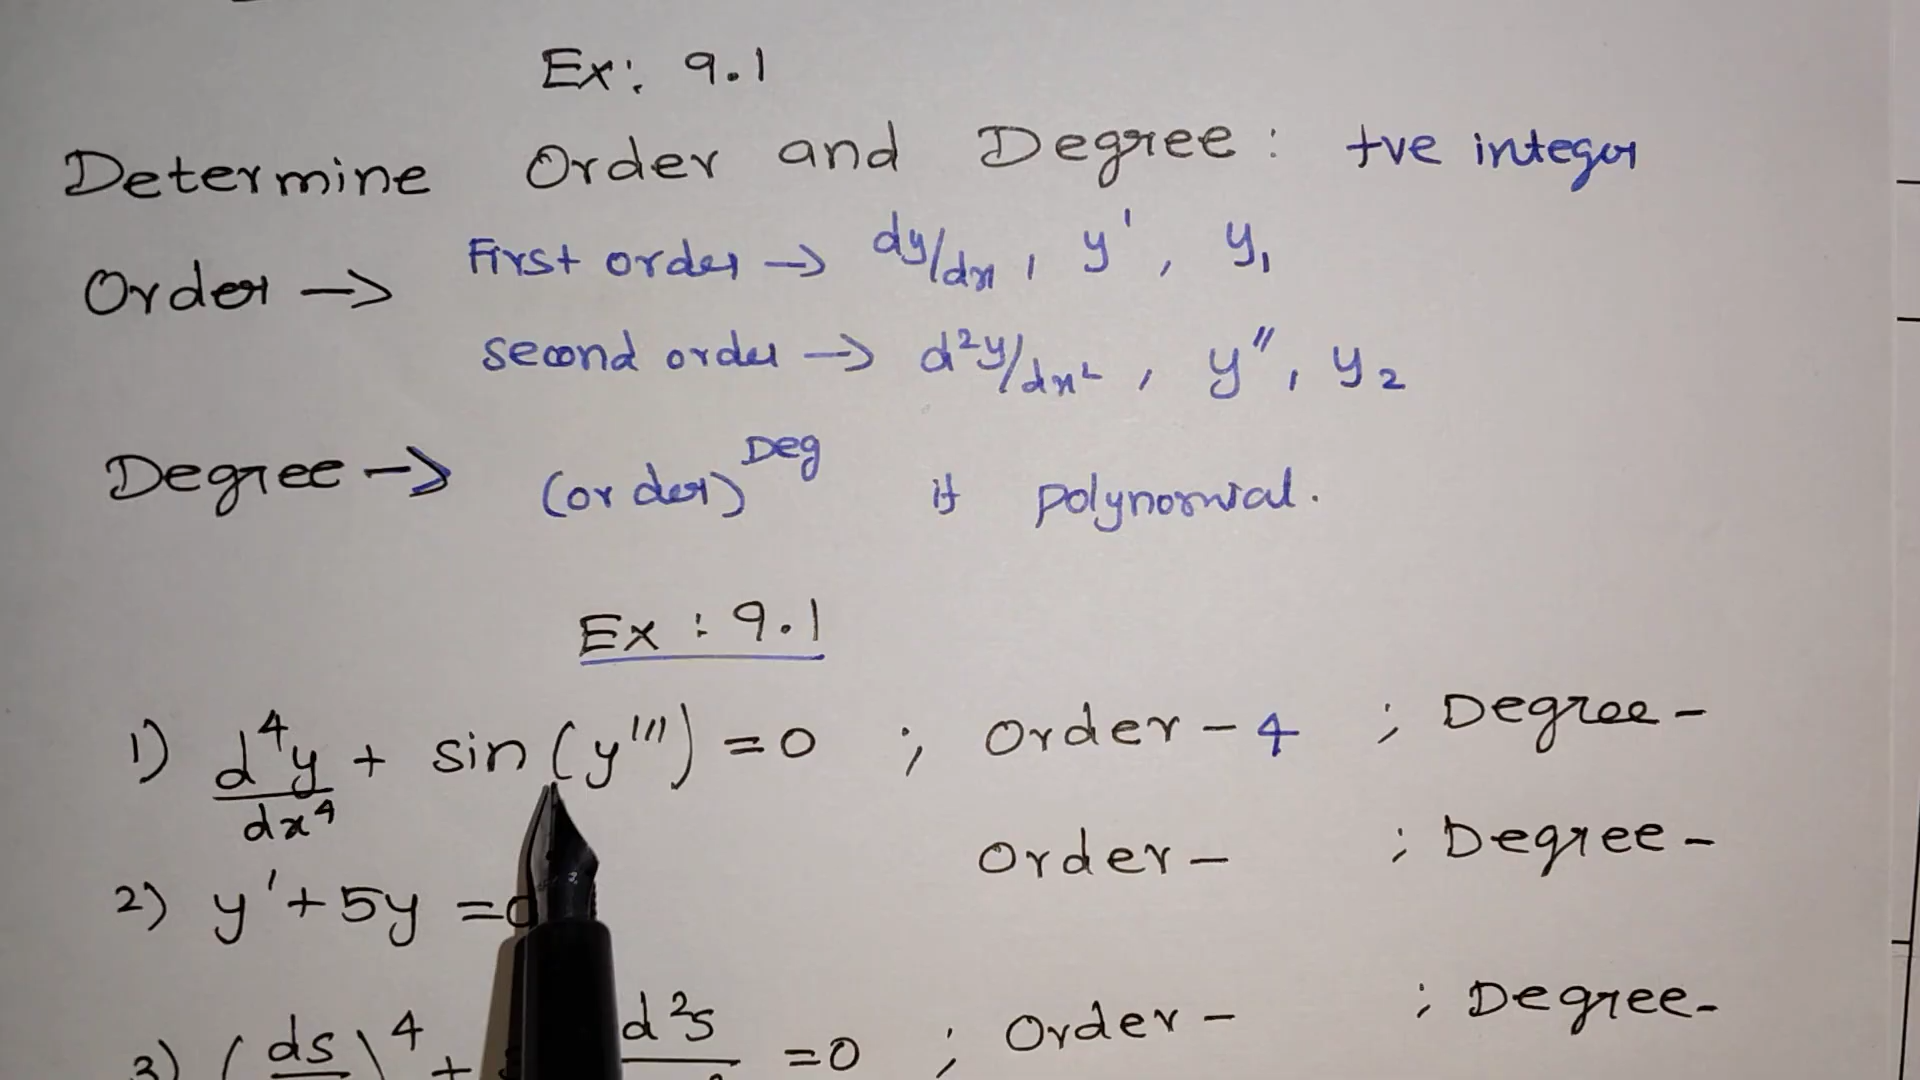 Ex: 9.1
Determine Order and Degree: +ve integer
Order → First order → dy/dx, y', y₁
second order → d²y/dx², y'', y₂
Degree → (order)^Deg if polynomial.
Ex : 9.1
1) d⁴y/dx⁴ + sin(y''') = 0 ; Order - 4 ; Degree -
2) y' + 5y = Order - ; Degree -
3) (ds)⁴ + d²s = 0 ; Order - ; Degree -